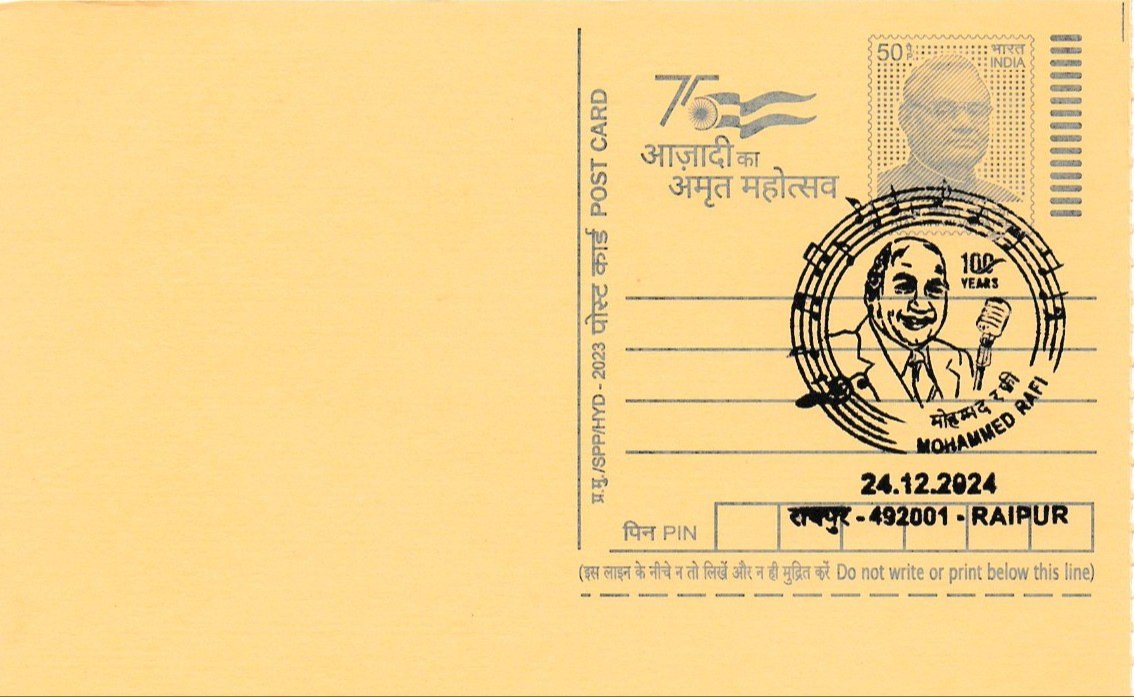 50 पै
P
भारत
INDIA
75
आज़ादी का
अमृत महोत्सव
प्र.मु./SPP/HYD - 2023 पोस्ट कार्ड POST CARD
100
YEARS
मोहम्मद रफ़ी
MOHAMMED RAFI
24.12.2024
रायपुर - 492001 - RAIPUR
पिन PIN
(इस लाइन के नीचे न तो लिखें और न ही मुद्रित करें Do not write or print below this line)